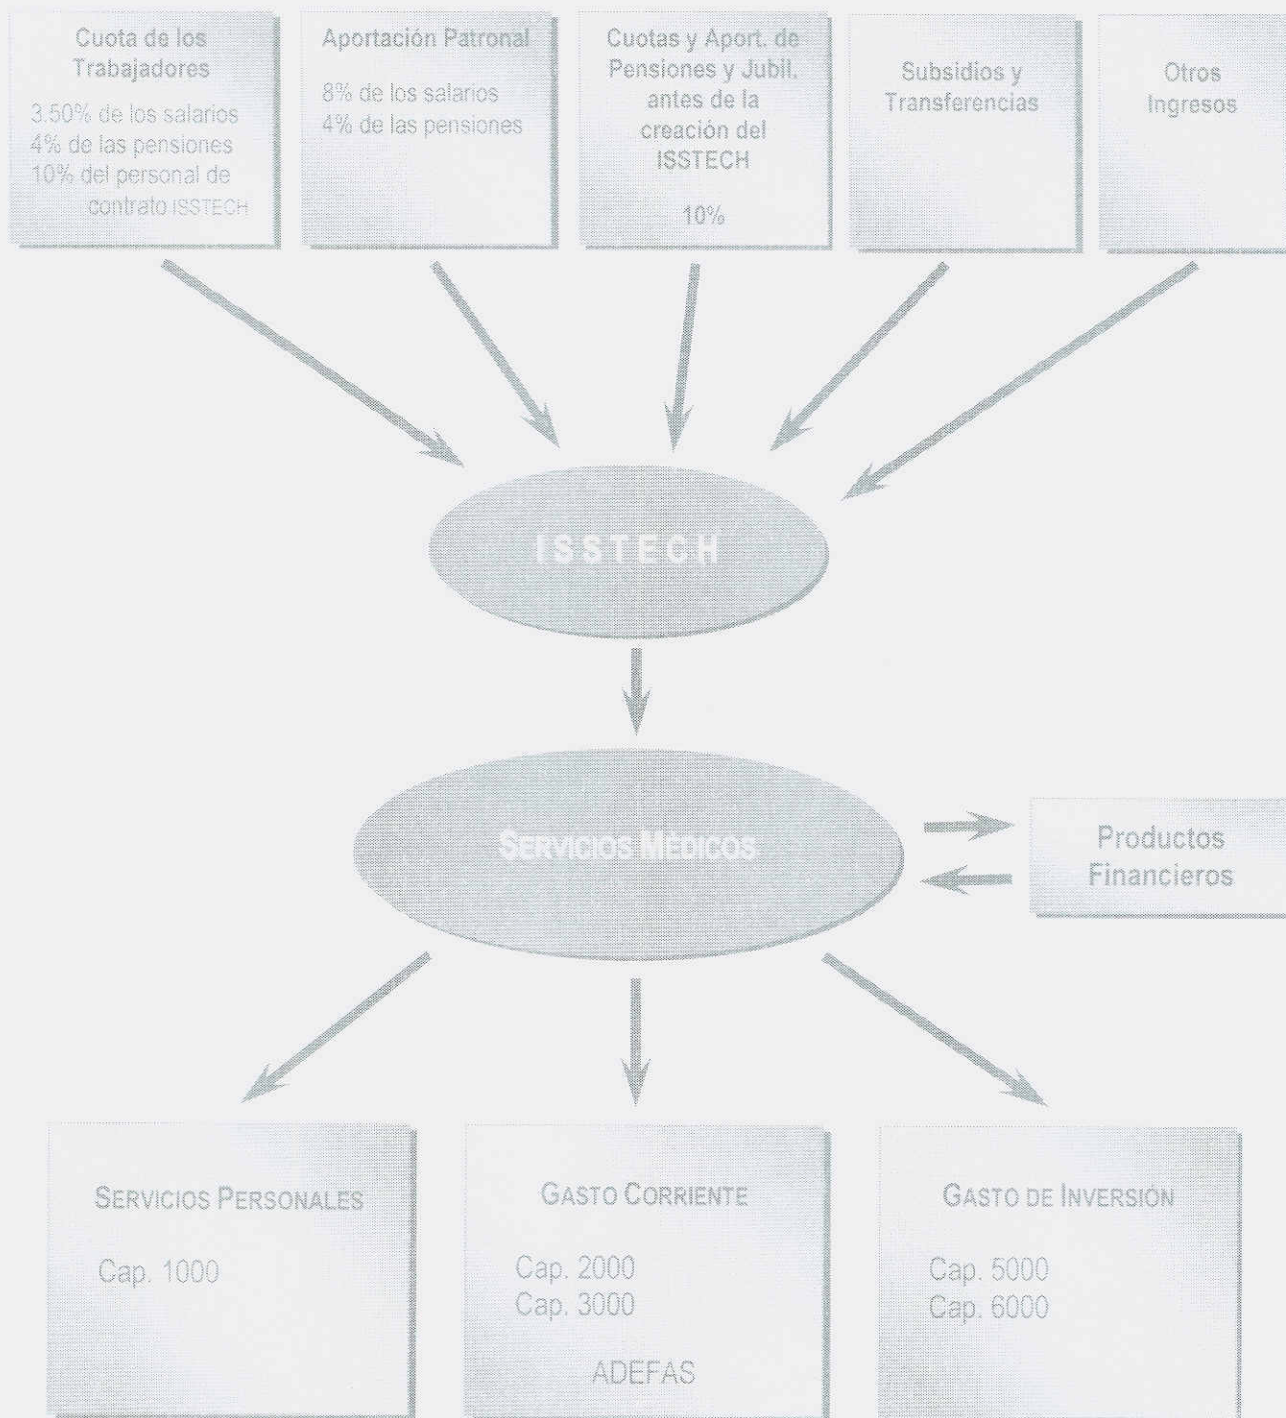 Cuota de los
Trabajadores
3.50% de los salarios
4% de las pensiones
10% del personal de
contrato ISSTECH
Aportación Patronal
8% de los salarios
4% de las pensiones
Cuotas y Aport. de
Pensiones y Jubil.
antes de la
creación del
ISSTECH
10%
Subsidios y
Transferencias
Otros
Ingresos
ISSTECH
SERVICIOS MÈDICOS
Productos
Financieros
SERVICIOS PERSONALES
Cap. 1000
GASTO CORRIENTE
Cap. 2000
Cap. 3000
ADEFAS
GASTO DE INVERSIÓN
Cap. 5000
Cap. 6000